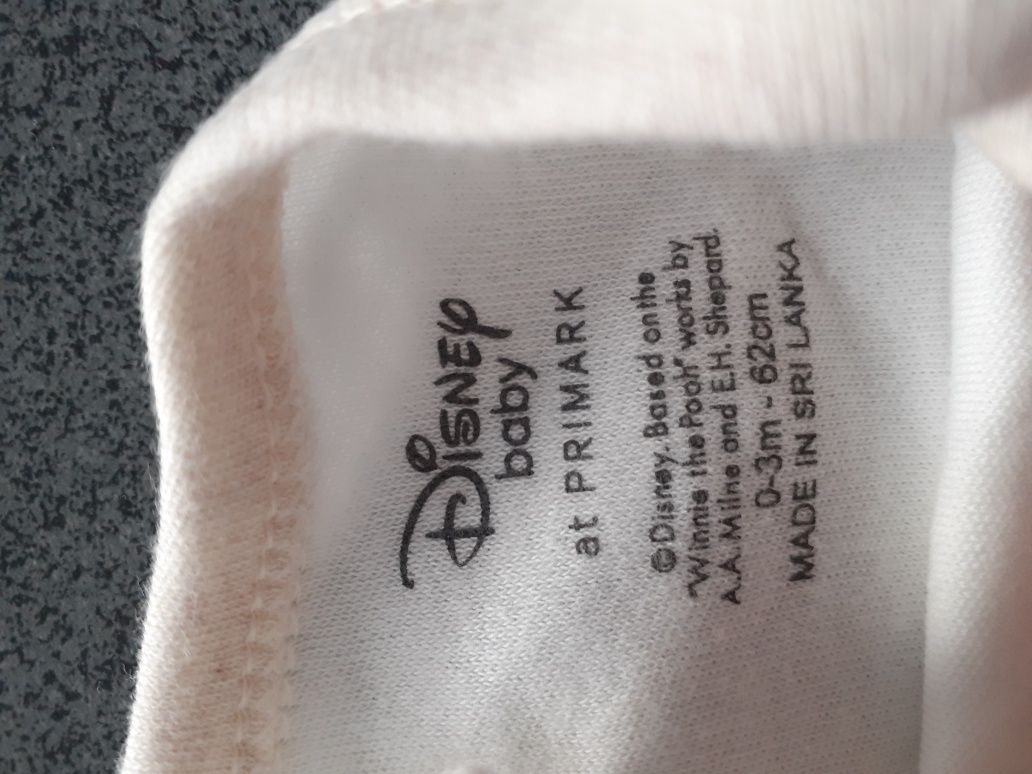 Disney
baby
at PRIMARK
©Disney. Based on the
"Winnie the Pooh" works by
A.A.Milne and E.H. Shepard.
0-3m - 62cm
MADE IN SRI LANKA